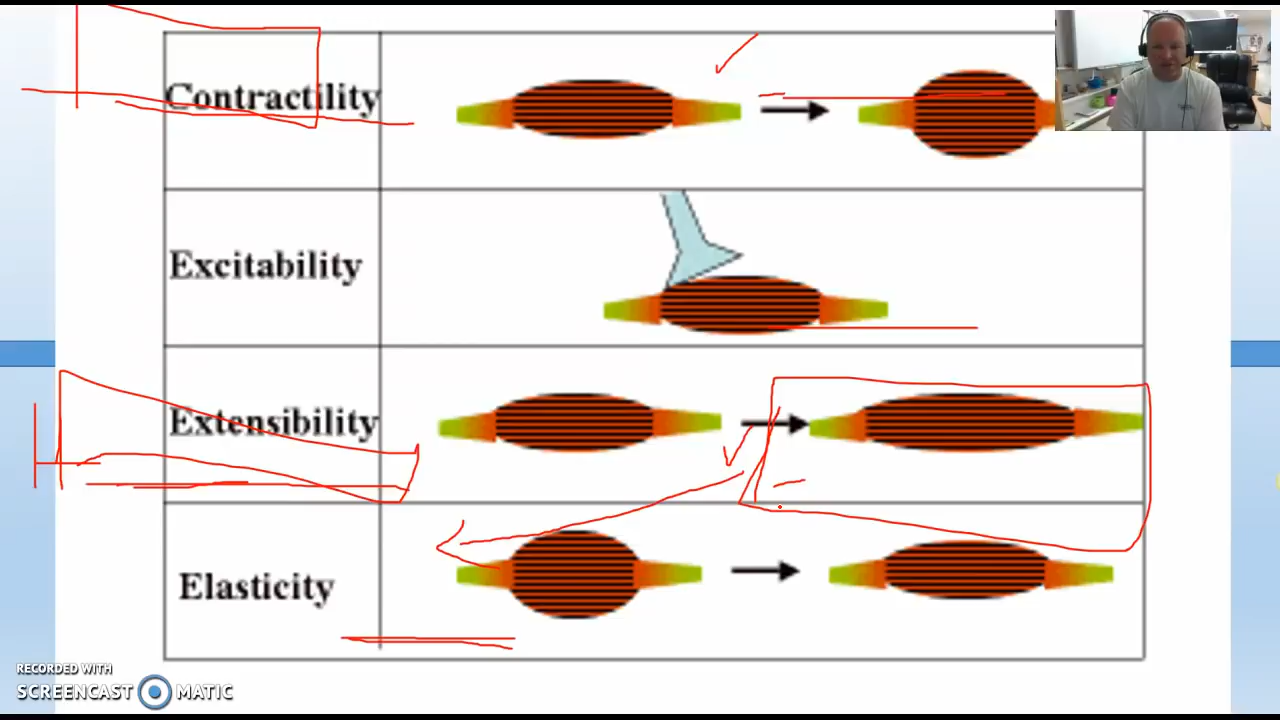 Contractility
Excitability
Extensibility
Elasticity
RECORDED WITH
SCREENCAST MATIC